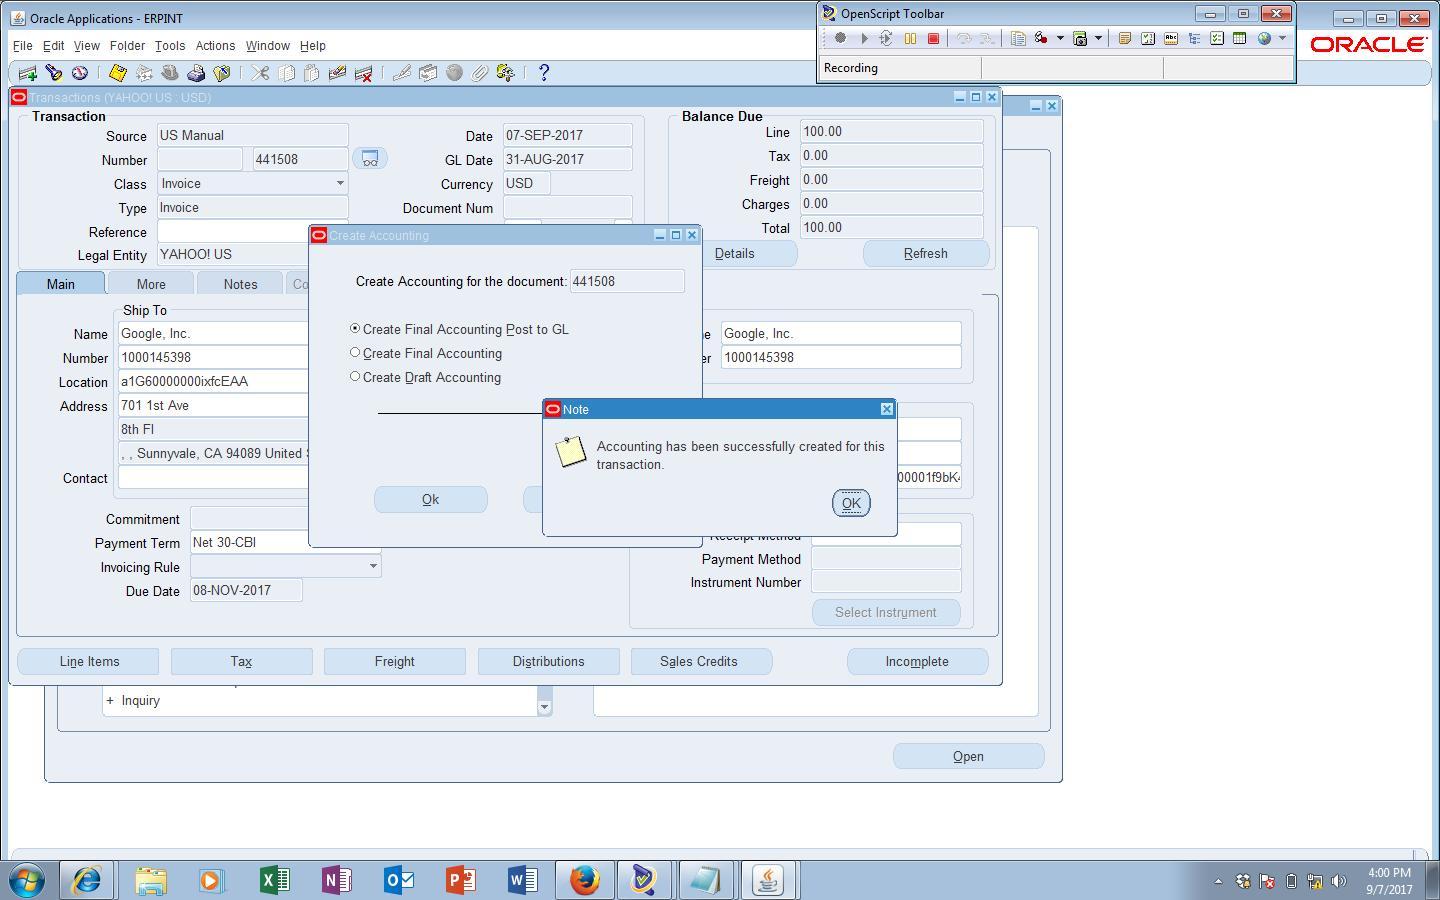 Oracle Applications - ERPINT
OpenScript Toolbar
File Edit View Folder Tools Actions Window Help
ORACLE
Recording
Transactions (YAHOO! US : USD)
Transaction
Source US Manual
Number 441508
Class Invoice
Type Invoice
Reference
Legal Entity YAHOO! US
Date 07-SEP-2017
GL Date 31-AUG-2017
Currency USD
Document Num
Balance Due
Line 100.00
Tax 0.00
Freight 0.00
Charges 0.00
Total 100.00
Details Refresh
Main More Notes
Ship To
Name Google, Inc.
Number 1000145398
Location a1G60000000ixfcEAA
Address 701 1st Ave
8th Fl
, , Sunnyvale, CA 94089 United
Contact
Google, Inc.
1000145398
Create Accounting
Create Accounting for the document: 441508
Create Final Accounting Post to GL
Create Final Accounting
Create Draft Accounting
Ok
Note
Accounting has been successfully created for this
transaction.
OK
Commitment
Payment Term Net 30-CBI
Invoicing Rule
Due Date 08-NOV-2017
Receipt Method
Payment Method
Instrument Number
Select Instrument
Line Items Tax Freight Distributions Sales Credits Incomplete
+ Inquiry
Open
4:00 PM
9/7/2017